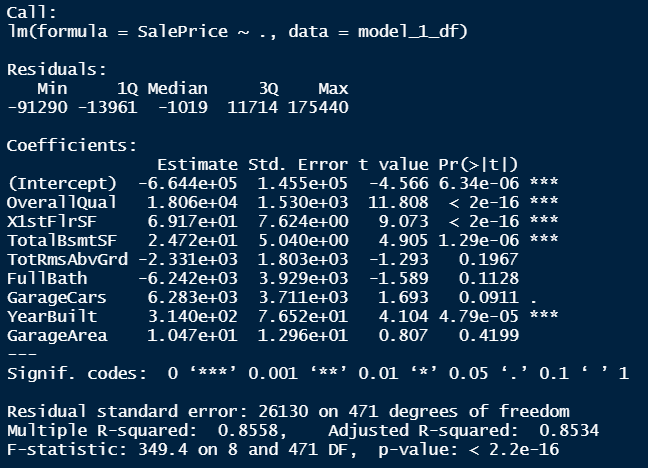 Call:
lm(formula = SalePrice ~ ., data = model_1_df)
Residuals:
Min 1Q Median 3Q Max
-91290 -13961 -1019 11714 175440
Coefficients:
Estimate Std. Error t value Pr(>|t|)
(Intercept) -6.644e+05 1.455e+05 -4.566 6.34e-06 ***
OverallQual 1.806e+04 1.530e+03 11.808 < 2e-16 ***
X1stFlrSF 6.917e+01 7.624e+00 9.073 < 2e-16 ***
TotalBsmtSF 2.472e+01 5.040e+00 4.905 1.29e-06 ***
TotRmsAbvGrd -2.331e+03 1.803e+03 -1.293 0.1967
FullBath -6.242e+03 3.929e+03 -1.589 0.1128
GarageCars 6.283e+03 3.711e+03 1.693 0.0911 .
YearBuilt 3.140e+02 7.652e+01 4.104 4.79e-05 ***
GarageArea 1.047e+01 1.296e+01 0.807 0.4199
---
Signif. codes: 0 ‘***’ 0.001 ‘**’ 0.01 ‘*’ 0.05 ‘.’ 0.1 ‘ ’ 1
Residual standard error: 26130 on 471 degrees of freedom
Multiple R-squared: 0.8558, Adjusted R-squared: 0.8534
F-statistic: 349.4 on 8 and 471 DF, p-value: < 2.2e-16